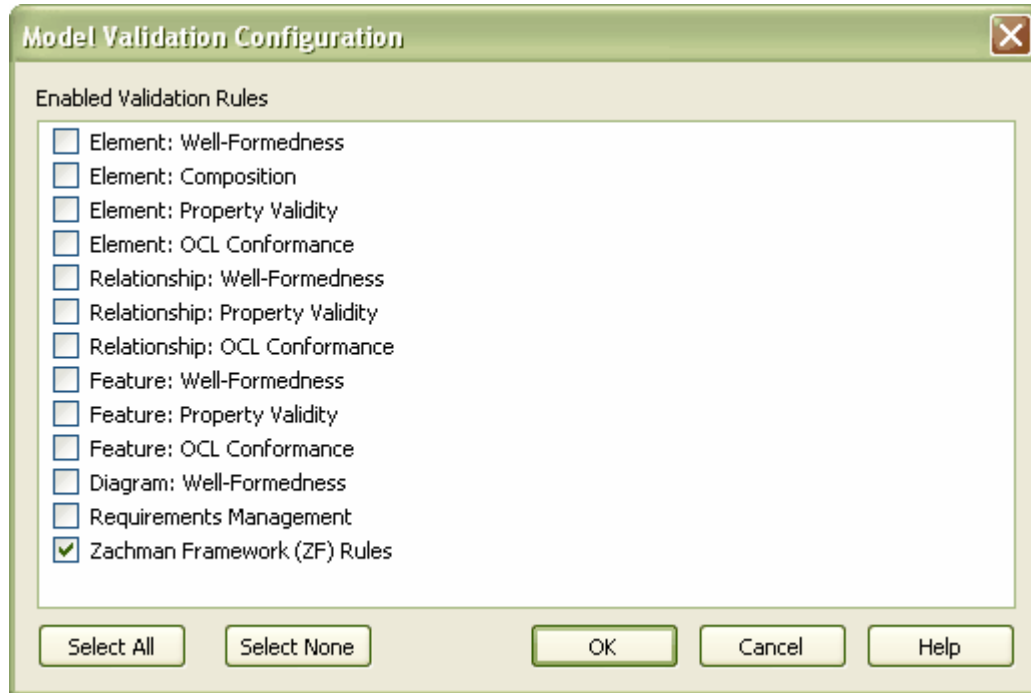 Model Validation Configuration
Enabled Validation Rules
Element: Well-Formedness
Element: Composition
Element: Property Validity
Element: OCL Conformance
Relationship: Well-Formedness
Relationship: Property Validity
Relationship: OCL Conformance
Feature: Well-Formedness
Feature: Property Validity
Feature: OCL Conformance
Diagram: Well-Formedness
Requirements Management
Zachman Framework (ZF) Rules
Select All Select None OK Cancel Help